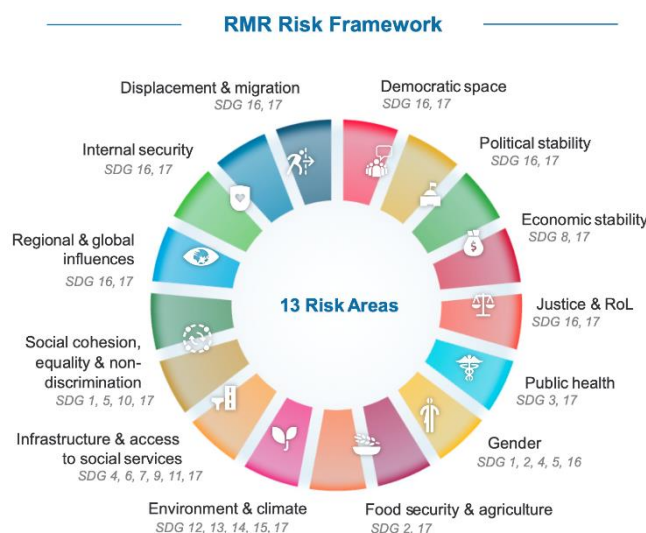 RMR Risk Framework
Displacement & migration
SDG 16, 17
Democratic space
SDG 16, 17
Internal security
SDG 16, 17
Political stability
SDG 16, 17
Regional & global
influences
SDG 16, 17
Economic stability
SDG 8, 17
13 Risk Areas
Justice & RoL
SDG 16, 17
Social cohesion,
equality & non-
discrimination
SDG 1, 5, 10, 17
Public health
SDG 3, 17
Infrastructure & access
to social services
SDG 4, 6, 7, 9, 11, 17
Gender
SDG 1, 2, 4, 5, 16
Environment & climate
SDG 12, 13, 14, 15, 17
Food security & agriculture
SDG 2, 17